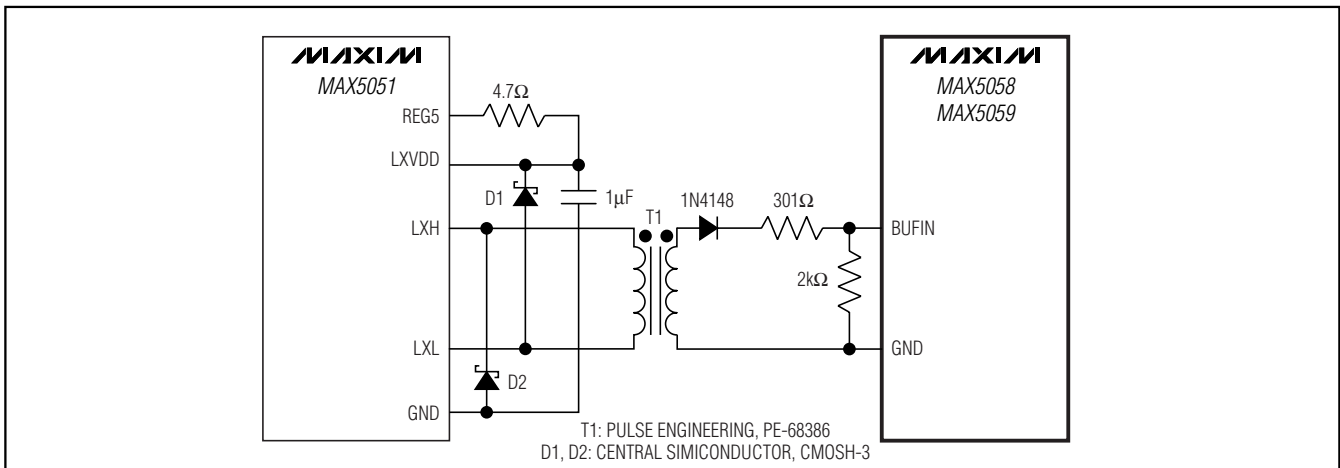 MAXIM
MAX5051
REG5
LXVDD
LXH
LXL
GND
4.7Ω
D1
1µF
D2
T1
1N4148
301Ω
2kΩ
MAXIM
MAX5058
MAX5059
BUFIN
GND
T1: PULSE ENGINEERING, PE-68386
D1, D2: CENTRAL SIMICONDUCTOR, CMOSH-3